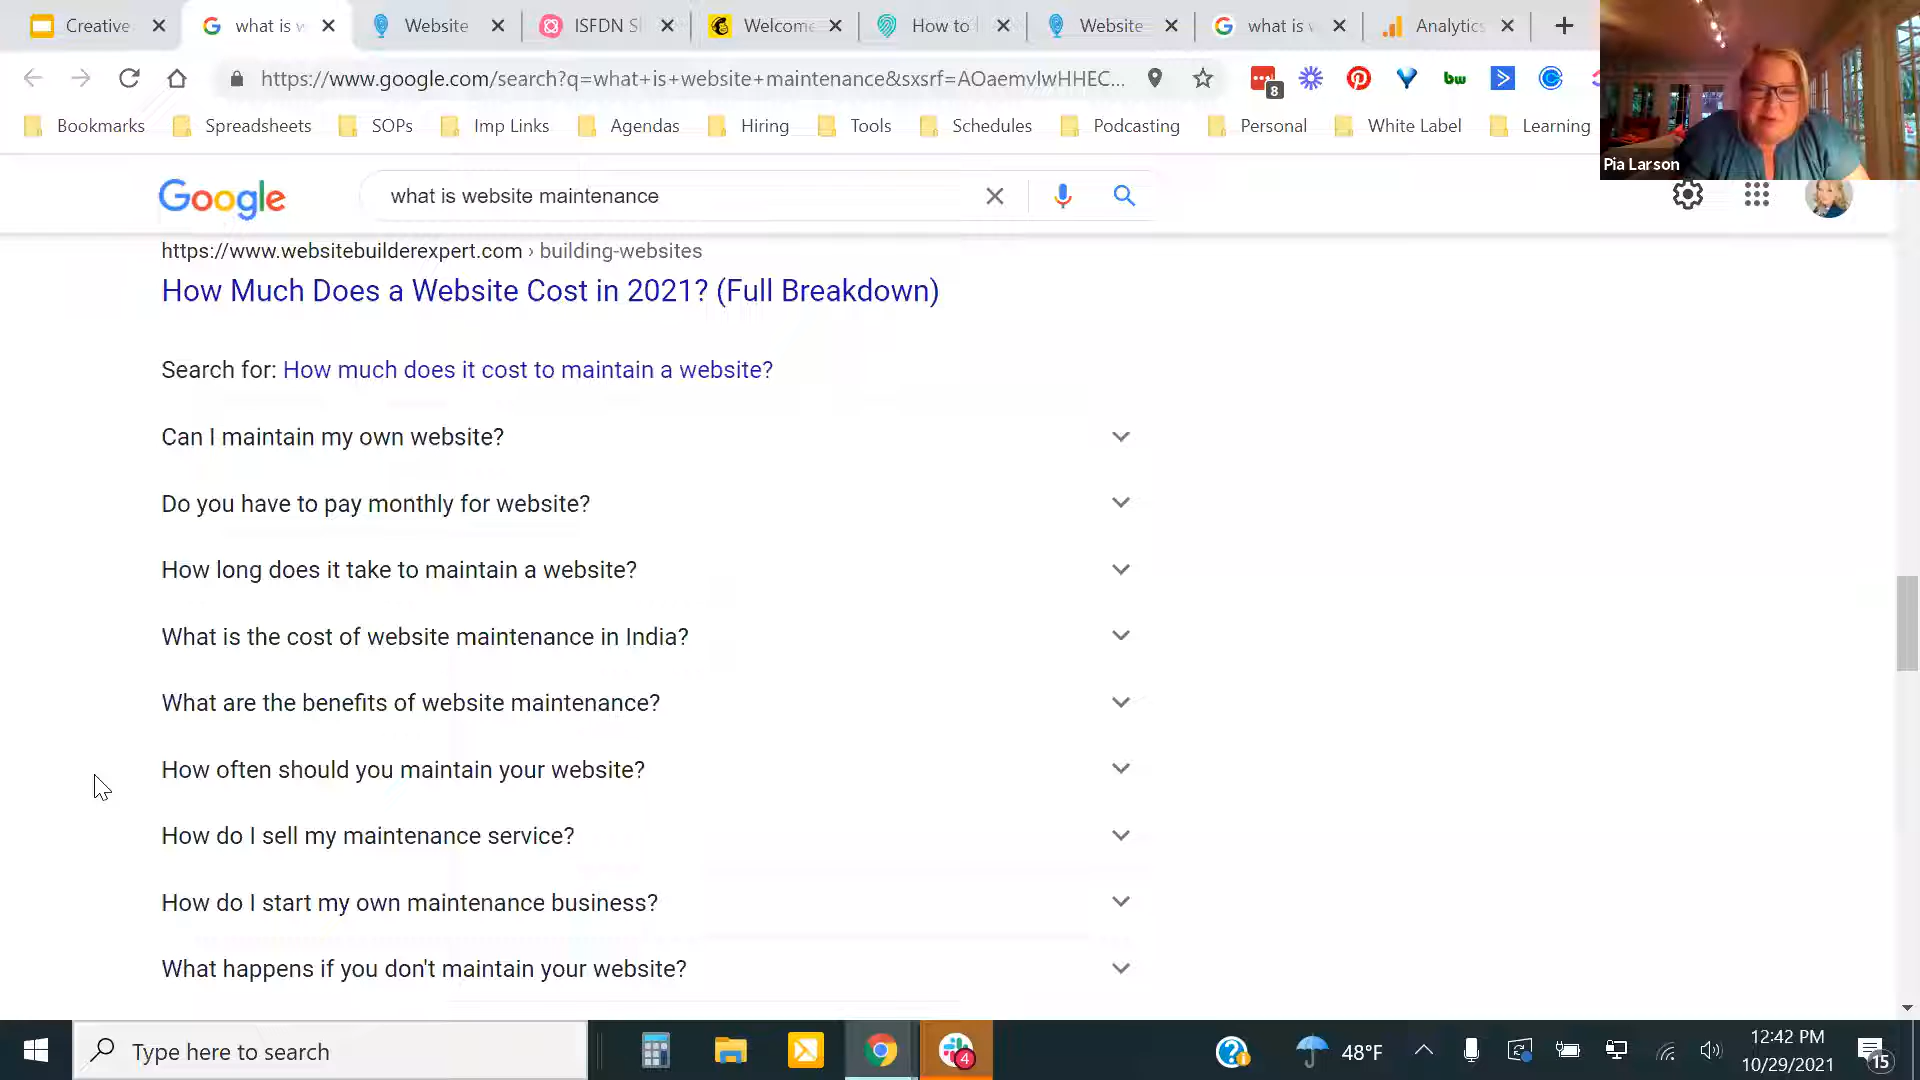 Creative
what is w
Website
ISFDN Sl
Welcome
How to
Website
what is
Analytics
https://www.google.com/search?q=what+is+website+maintenance&sxsrf=AOaemvIwHHEC...
8
bw
Bookmarks
Spreadsheets
SOPs
Imp Links
Agendas
Hiring
Tools
Schedules
Podcasting
Personal
White Label
Learning
Pia Larson
Google
what is website maintenance
https://www.websitebuilderexpert.com › building-websites
How Much Does a Website Cost in 2021? (Full Breakdown)
Search for: How much does it cost to maintain a website?
Can I maintain my own website?
Do you have to pay monthly for website?
How long does it take to maintain a website?
What is the cost of website maintenance in India?
What are the benefits of website maintenance?
How often should you maintain your website?
How do I sell my maintenance service?
How do I start my own maintenance business?
What happens if you don't maintain your website?
Type here to search
4
48°F
12:42 PM
10/29/2021
15